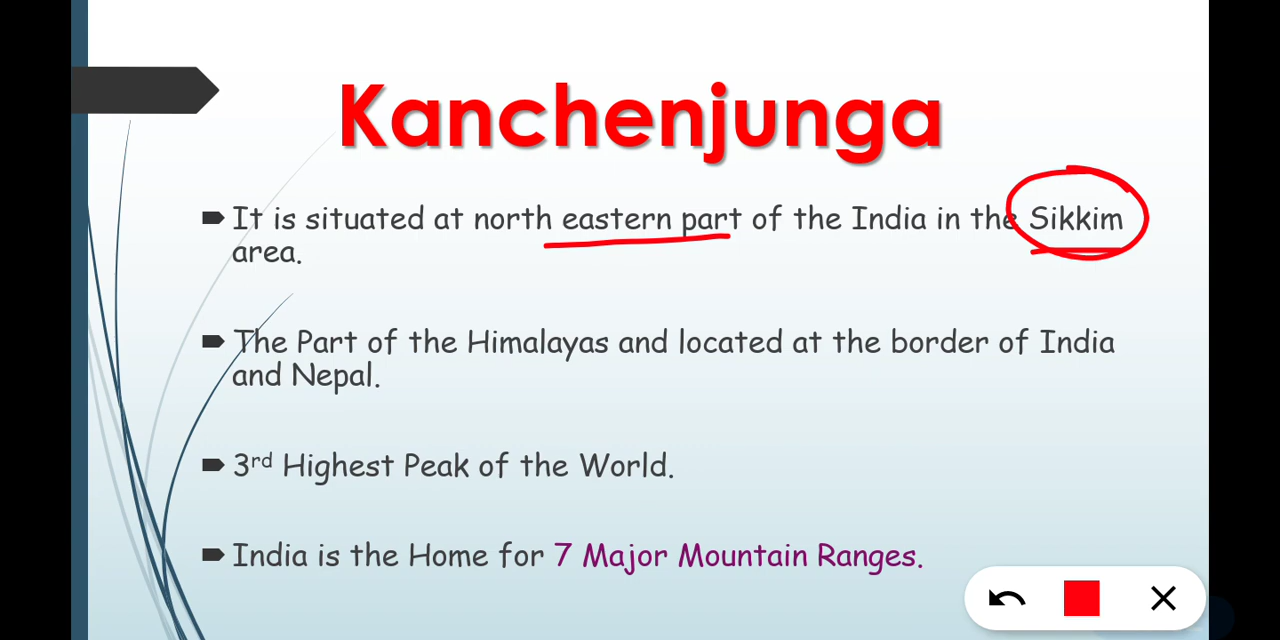 Kanchenjunga
It is situated at north eastern part of the India in the Sikkim
area.
The Part of the Himalayas and located at the border of India
and Nepal.
3rd Highest Peak of the World.
India is the Home for 7 Major Mountain Ranges.